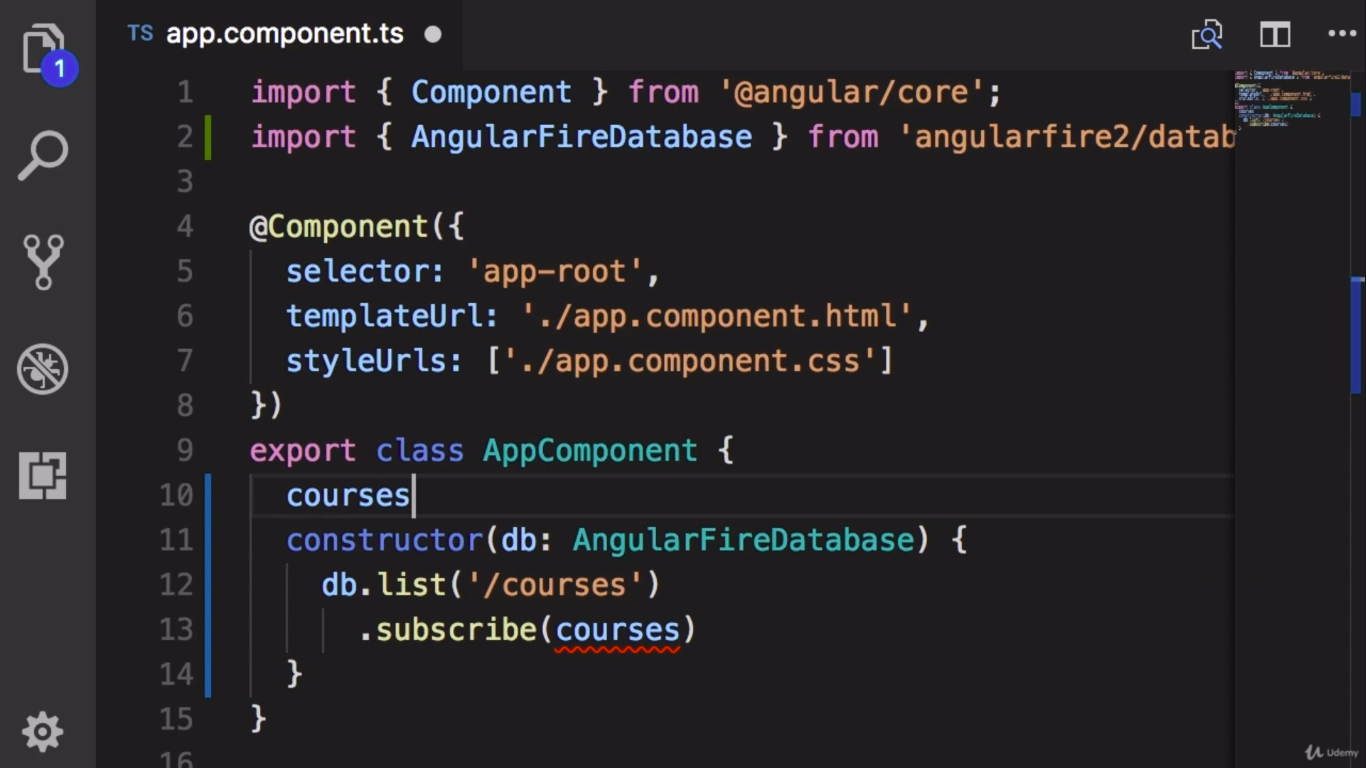 TS app.component.ts
1
1 import { Component } from '@angular/core';
2 import { AngularFireDatabase } from 'angularfire2/datab
3
4 @Component({
5 selector: 'app-root',
6 templateUrl: './app.component.html',
7 styleUrls: ['./app.component.css']
8 })
9 export class AppComponent {
10 courses
11 constructor(db: AngularFireDatabase) {
12 db.list('/courses')
13 .subscribe(courses)
14 }
15 }
16
Udemy